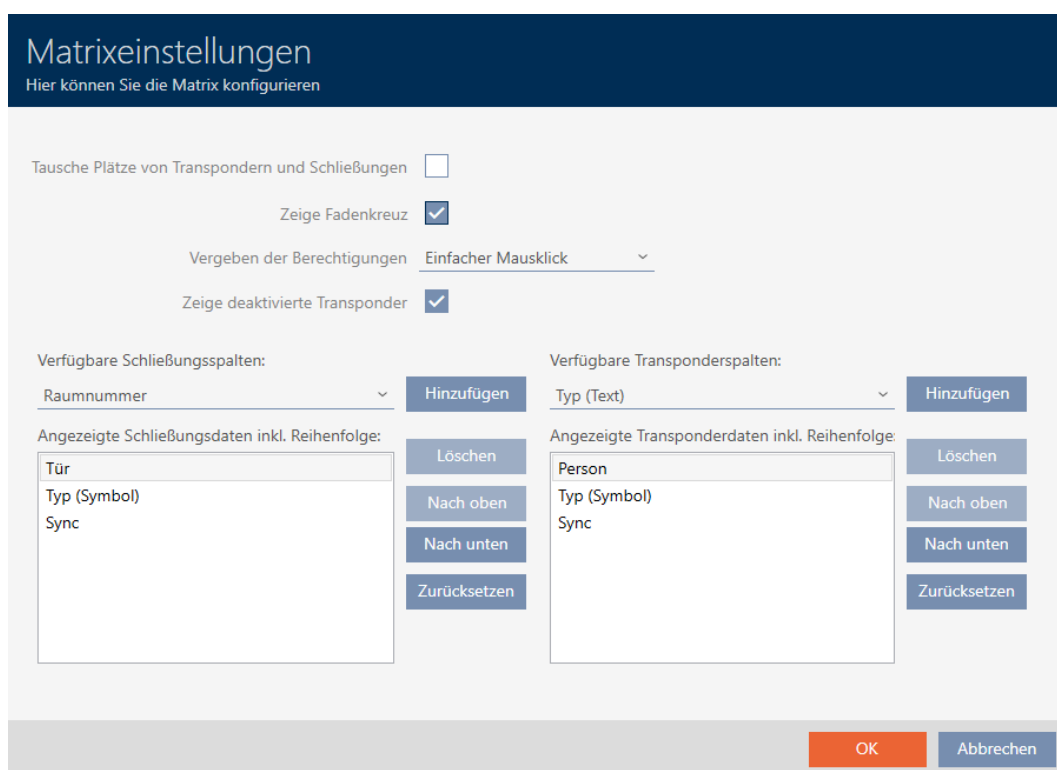 Matrixeinstellungen
Hier können Sie die Matrix konfigurieren
Tausche Plätze von Transpondern und Schließungen
Zeige Fadenkreuz
Vergeben der Berechtigungen Einfacher Mausklick
Zeige deaktivierte Transponder
Verfügbare Schließungsspalten:
Raumnummer
Hinzufügen
Angezeigte Schließungsdaten inkl. Reihenfolge:
Tür
Typ (Symbol)
Sync
Löschen
Nach oben
Nach unten
Zurücksetzen
Verfügbare Transponderspalten:
Typ (Text)
Hinzufügen
Angezeigte Transponderdaten inkl. Reihenfolge:
Person
Typ (Symbol)
Sync
Löschen
Nach oben
Nach unten
Zurücksetzen
OK
Abbrechen